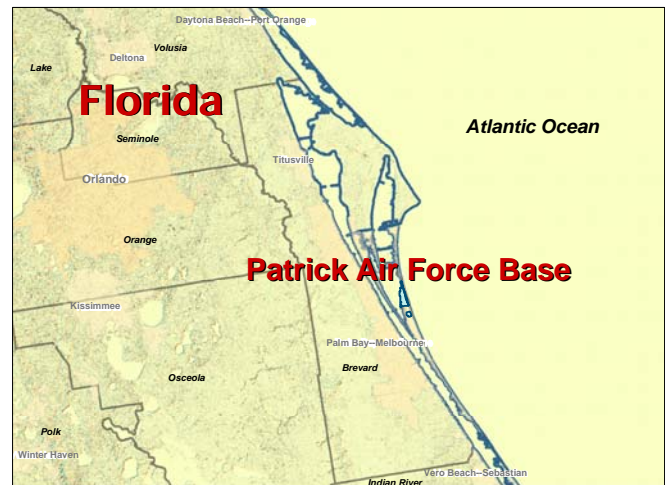 Daytona Beach--Port Orange
Volusia
Deltona
Lake
Florida
Atlantic Ocean
Seminole
Titusville
Orlando
Orange
Patrick Air Force Base
Kissimmee
Palm Bay--Melbourne
Brevard
Osceola
Polk
Winter Haven
Vero Beach--Sebastian
Indian River